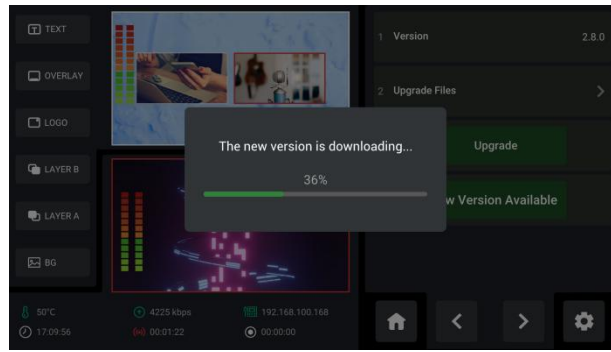 TEXT
OVERLAY
LOGO
LAYER B
LAYER A
BG
1 Version 2.8.0
2 Upgrade Files
The new version is downloading...
36%
Upgrade
w Version Available
50°C
4225 kbps
192.168.100.168
17:09:56
00:01:22
00:00:00